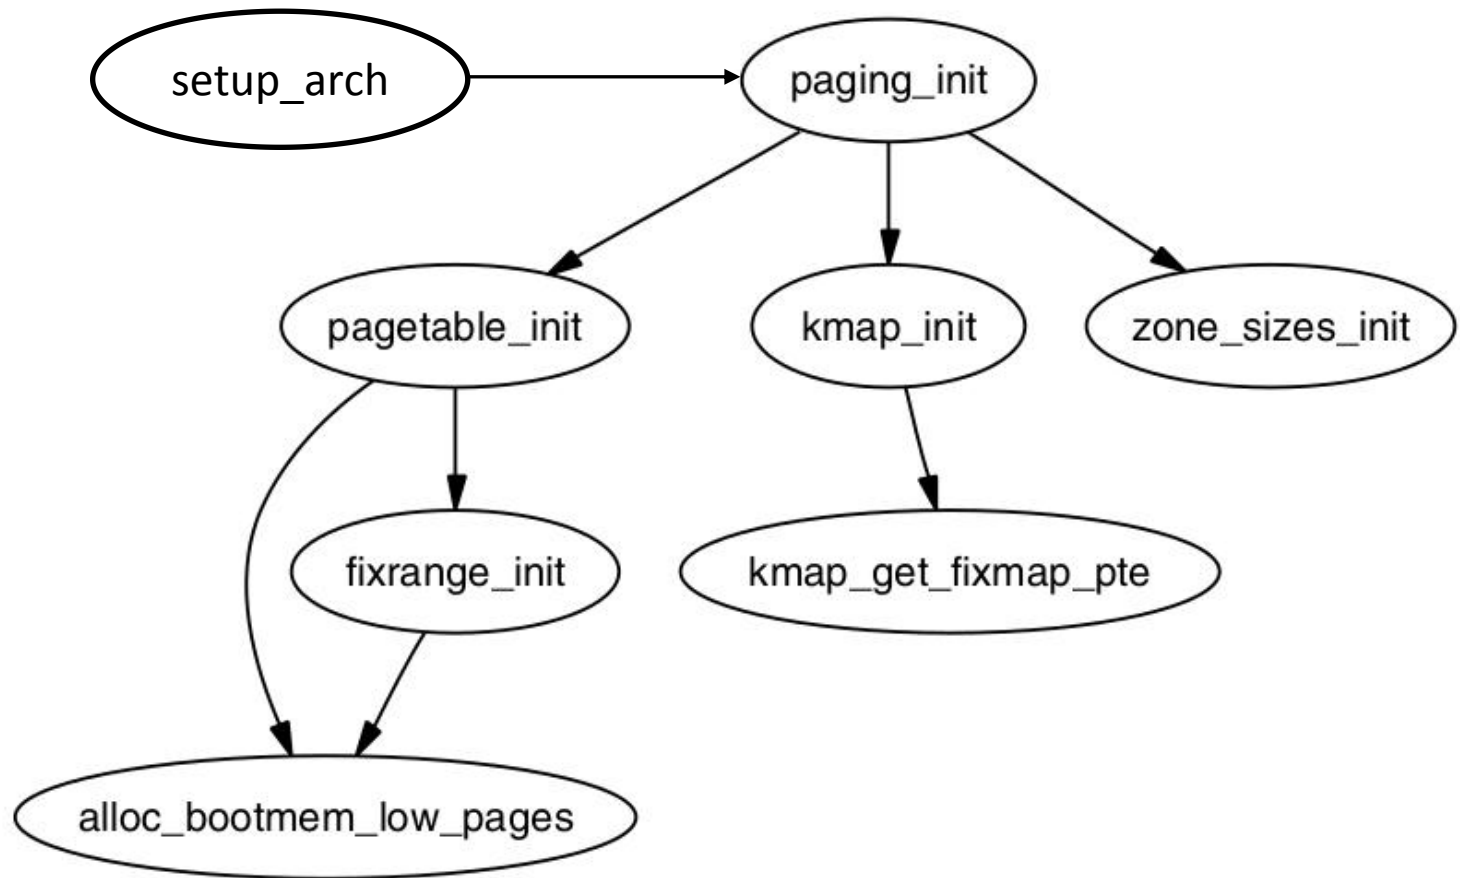 setup_arch
paging_init
pagetable_init
kmap_init
zone_sizes_init
fixrange_init
kmap_get_fixmap_pte
alloc_bootmem_low_pages